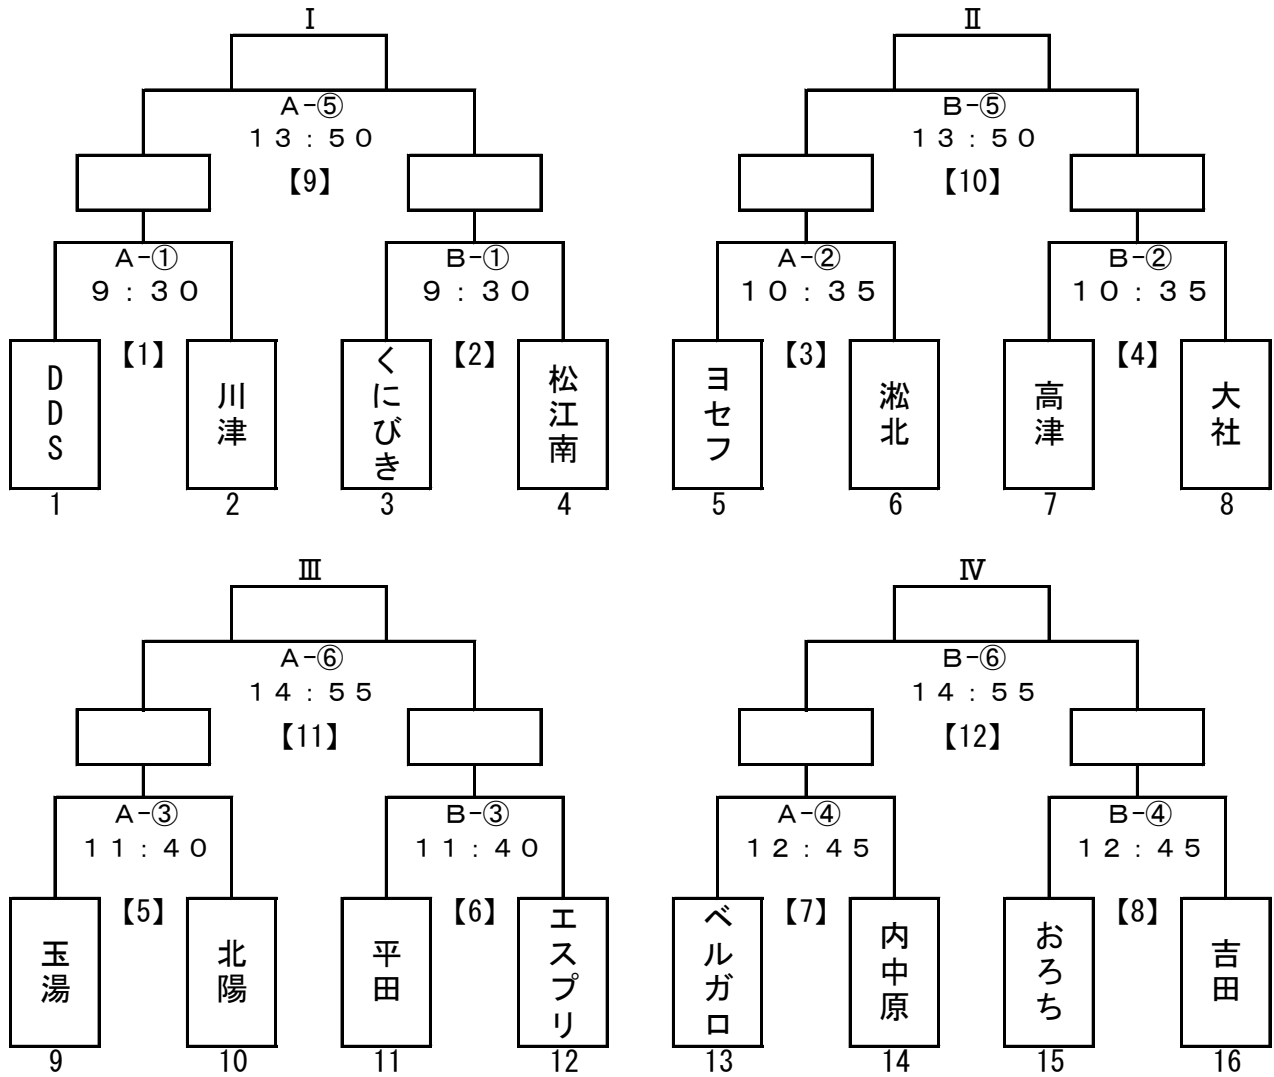 Ⅰ Ⅱ
A-⑤ B-⑤
13:50 13:50
【9】 【10】
A-① B-① A-② B-②
9:30 9:30 10:35 10:35
【1】 【2】 【3】 【4】
DDS 川津 くにびき 松江南 ヨセフ 淞北 高津 大社
1 2 3 4 5 6 7 8
Ⅲ Ⅳ
A-⑥ B-⑥
14:55 14:55
【11】 【12】
A-③ B-③ A-④ B-④
11:40 11:40 12:45 12:45
【5】 【6】 【7】 【8】
玉湯 北陽 平田 エスプリ ベルガロ 内中原 おろち 吉田
9 10 11 12 13 14 15 16